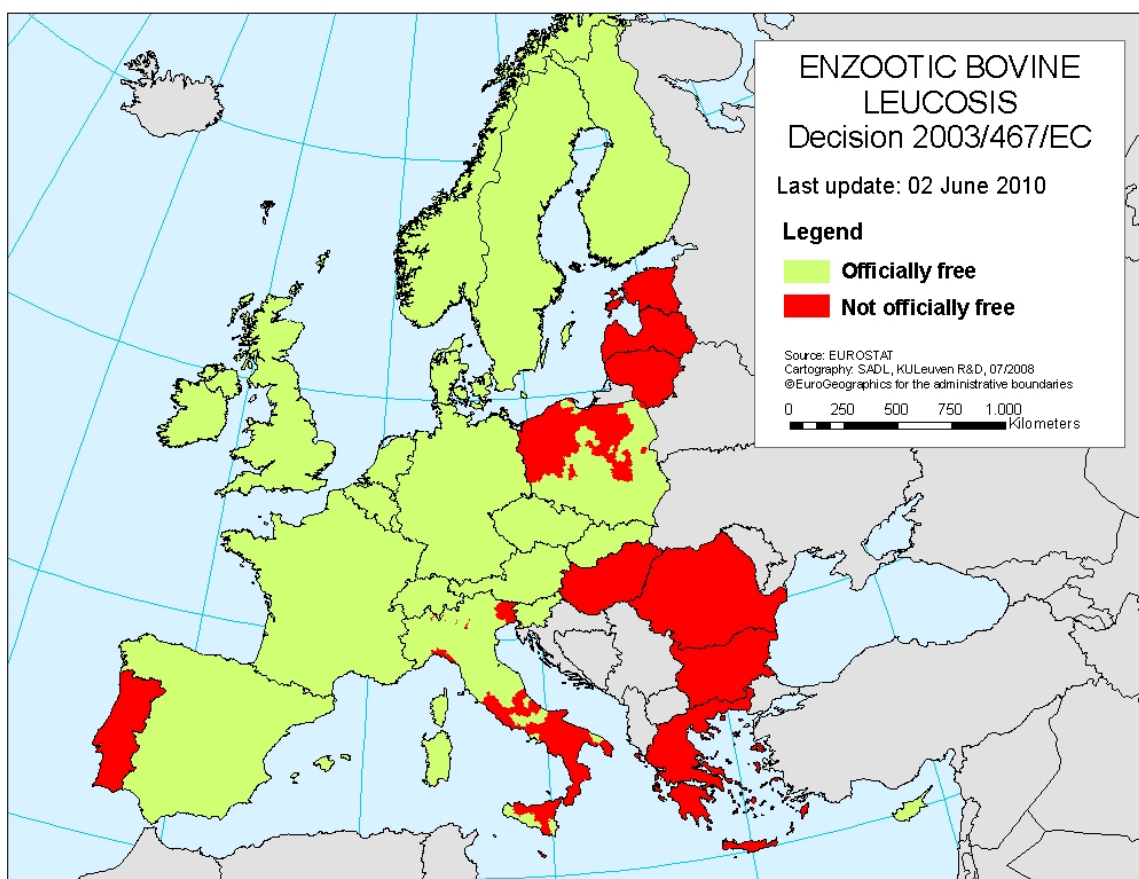 ENZOOTIC BOVINE
LEUCOSIS
Decision 2003/467/EC
Last update: 02 June 2010
Legend
Officially free
Not officially free
Source: EUROSTAT
Cartography: SADL, KULeuven R&D, 07/2008
©EuroGeographics for the administrative boundaries
0 250 500 750 1.000
Kilometers